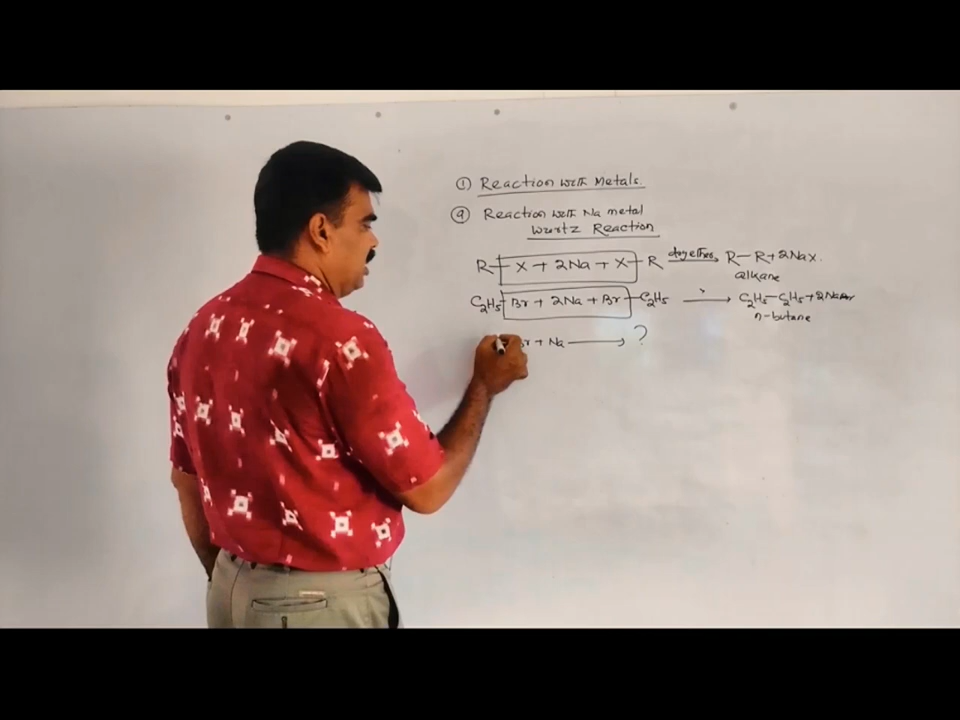 ① Reaction with Metals.
ⓐ Reaction with Na metal
Wurtz Reaction
R-X + 2Na + X-R dry ether→ R-R + 2NaX.
alkane
C₂H₅-Br + 2Na + Br-C₂H₅ → C₂H₅-C₂H₅ + 2NaBr
n-butane
Br + Na → ?